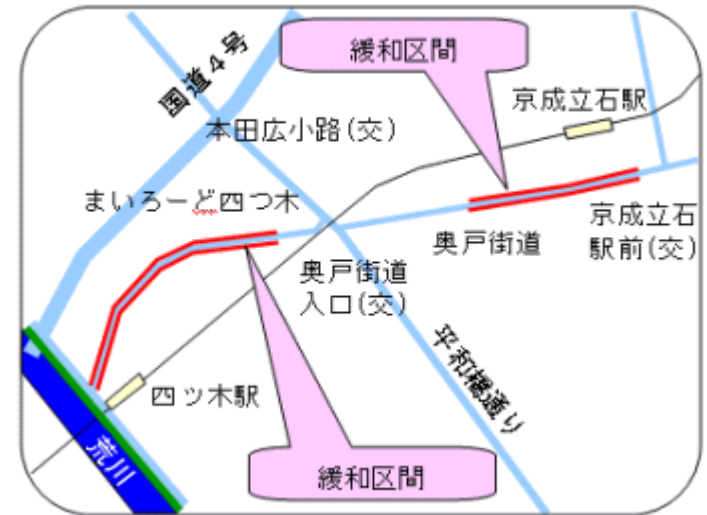 国道4号
緩和区間
京成立石駅
本田広小路(交)
まいろーど四つ木
奥戸街道
京成立石
駅前(交)
奥戸街道
入口(交)
平和橋通り
四ツ木駅
荒川
緩和区間